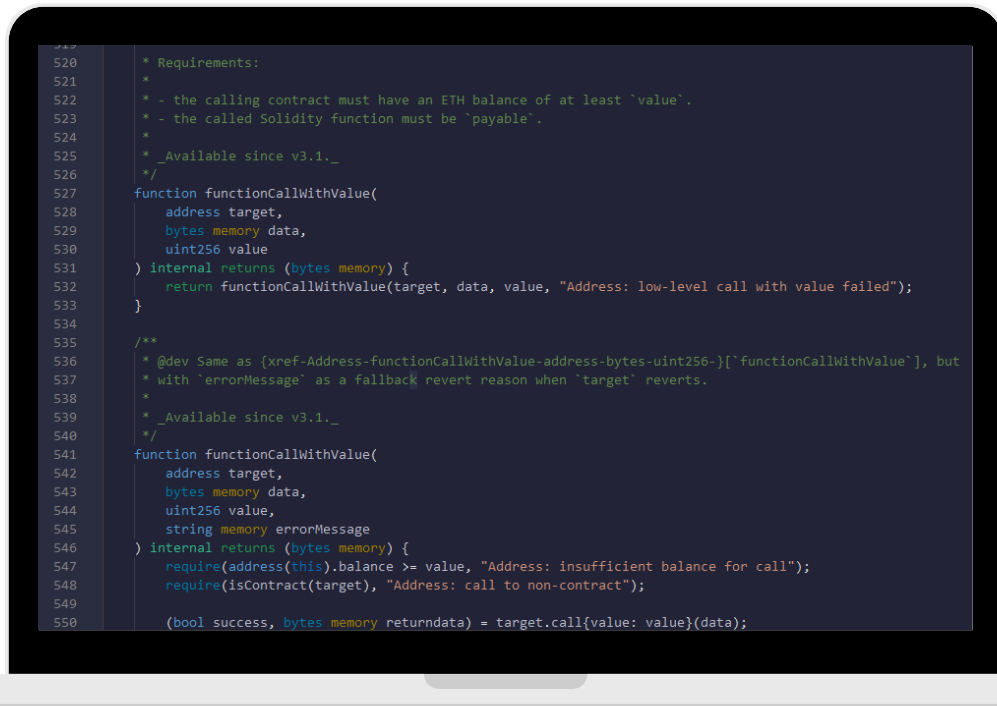 519
520 * Requirements:
521 *
522 * - the calling contract must have an ETH balance of at least `value`.
523 * - the called Solidity function must be `payable`.
524 *
525 * _Available since v3.1._
526 */
527 function functionCallWithValue(
528 address target,
529 bytes memory data,
530 uint256 value
531 ) internal returns (bytes memory) {
532 return functionCallWithValue(target, data, value, "Address: low-level call with value failed");
533 }
534
535 /**
536 * @dev Same as {xref-Address-functionCallWithValue-address-bytes-uint256-}[`functionCallWithValue`], but
537 * with `errorMessage` as a fallback revert reason when `target` reverts.
538 *
539 * _Available since v3.1._
540 */
541 function functionCallWithValue(
542 address target,
543 bytes memory data,
544 uint256 value,
545 string memory errorMessage
546 ) internal returns (bytes memory) {
547 require(address(this).balance >= value, "Address: insufficient balance for call");
548 require(isContract(target), "Address: call to non-contract");
549
550 (bool success, bytes memory returndata) = target.call{value: value}(data);